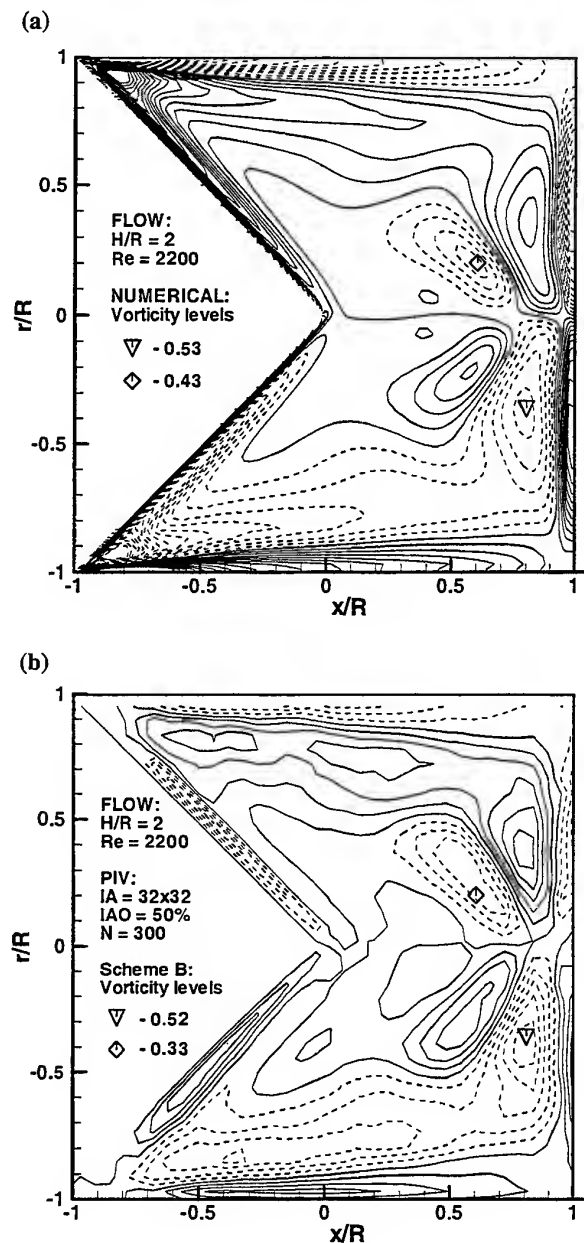 (a)
1
0.5
0
-0.5
-1
r/R
FLOW:
H/R = 2
Re = 2200
NUMERICAL:
Vorticity levels
- 0.53
- 0.43
-1
-0.5
0
0.5
1
x/R
(b)
1
0.5
0
-0.5
-1
r/R
FLOW:
H/R = 2
Re = 2200
PIV:
IA = 32x32
IAO = 50%
N = 300
Scheme B:
Vorticity levels
- 0.52
- 0.33
-1
-0.5
0
0.5
1
x/R